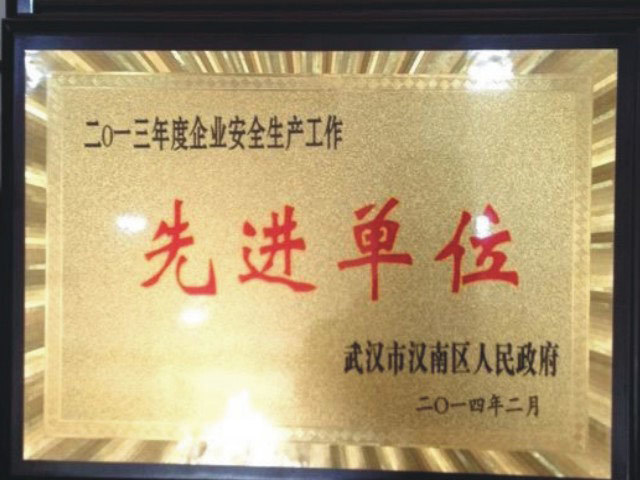 二〇一三年度企业安全生产工作
先进单位
武汉市汉南区人民政府
二〇一四年二月